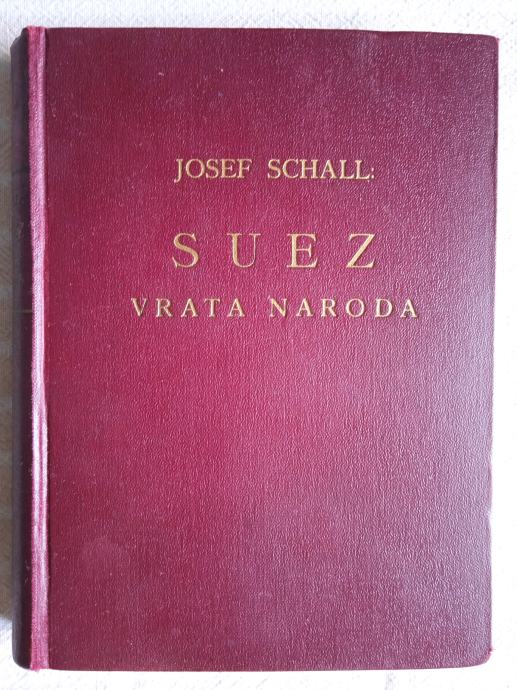 JOSEF SCHALL:
SUEZ
VRATA NARODA